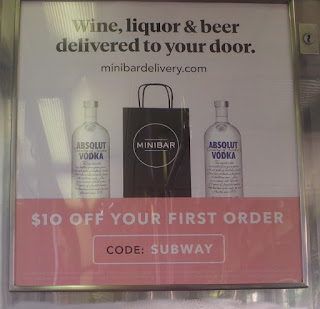 Wine, liquor & beer
delivered to your door.
minibardelivery.com
ABSOLUT
VODKA
MINIBAR
ABSOLUT
VODKA
$10 OFF YOUR FIRST ORDER
CODE: SUBWAY